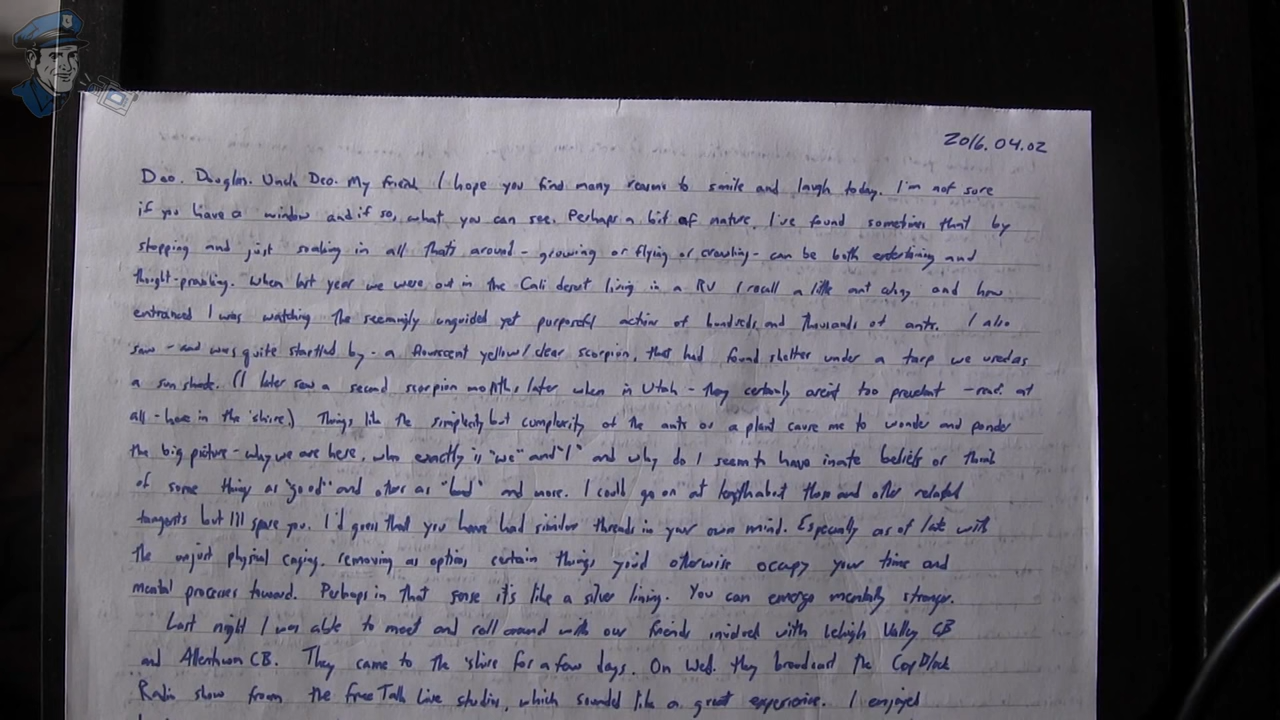 2016.04.02
Deo. Douglas. Uncle Deo. My friend I hope you find many reasons to smile and laugh today. I'm not sure
if you have a window and if so, what you can see. Perhaps a bit of nature. I've found sometimes that by
stopping and just soaking in all that's around - growing or flying or crawling - can be both entertaining and
thought-provoking. When last year we were out in the Cali desert living in a RV I recall a little ant colony and how
entranced I was watching the seemingly unguided yet purposeful action of hundreds and thousands of ants. I also
saw - and was quite startled by - a flourscent yellow/clear scorpion, that had found shelter under a tarp we used as
a sun shade. (I later saw a second scorpion months later when in Utah - they certainly aren't too prevalent - at
all - here in the 'shire.) Things like the simplicity but complexity of the ants or a plant cause me to wonder and ponder
the big picture - why we are here, who exactly is "we" and "I" and why do I seem to have inate beliefs or think
of some things as "good" and others as "bad" and more. I could go on at length about those and other related
tangents but I'll spare you. I'd guess that you have had similar threads in your own mind. Especially as of late with
the unjust physical caging, removing as options certain things you'd otherwise occupy your time and
mental processes toward. Perhaps in that sense it's like a silver lining. You can emerge mentally stronger.
Last night I was able to meet and roll around with our friends involved with Lehigh Valley CB
and Allentown CB. They came to the 'shire for a few days. On Wed. they broadcast the CopBlock
Radio show from the Free Talk Live studios, which sounded like a great experience. I enjoyed